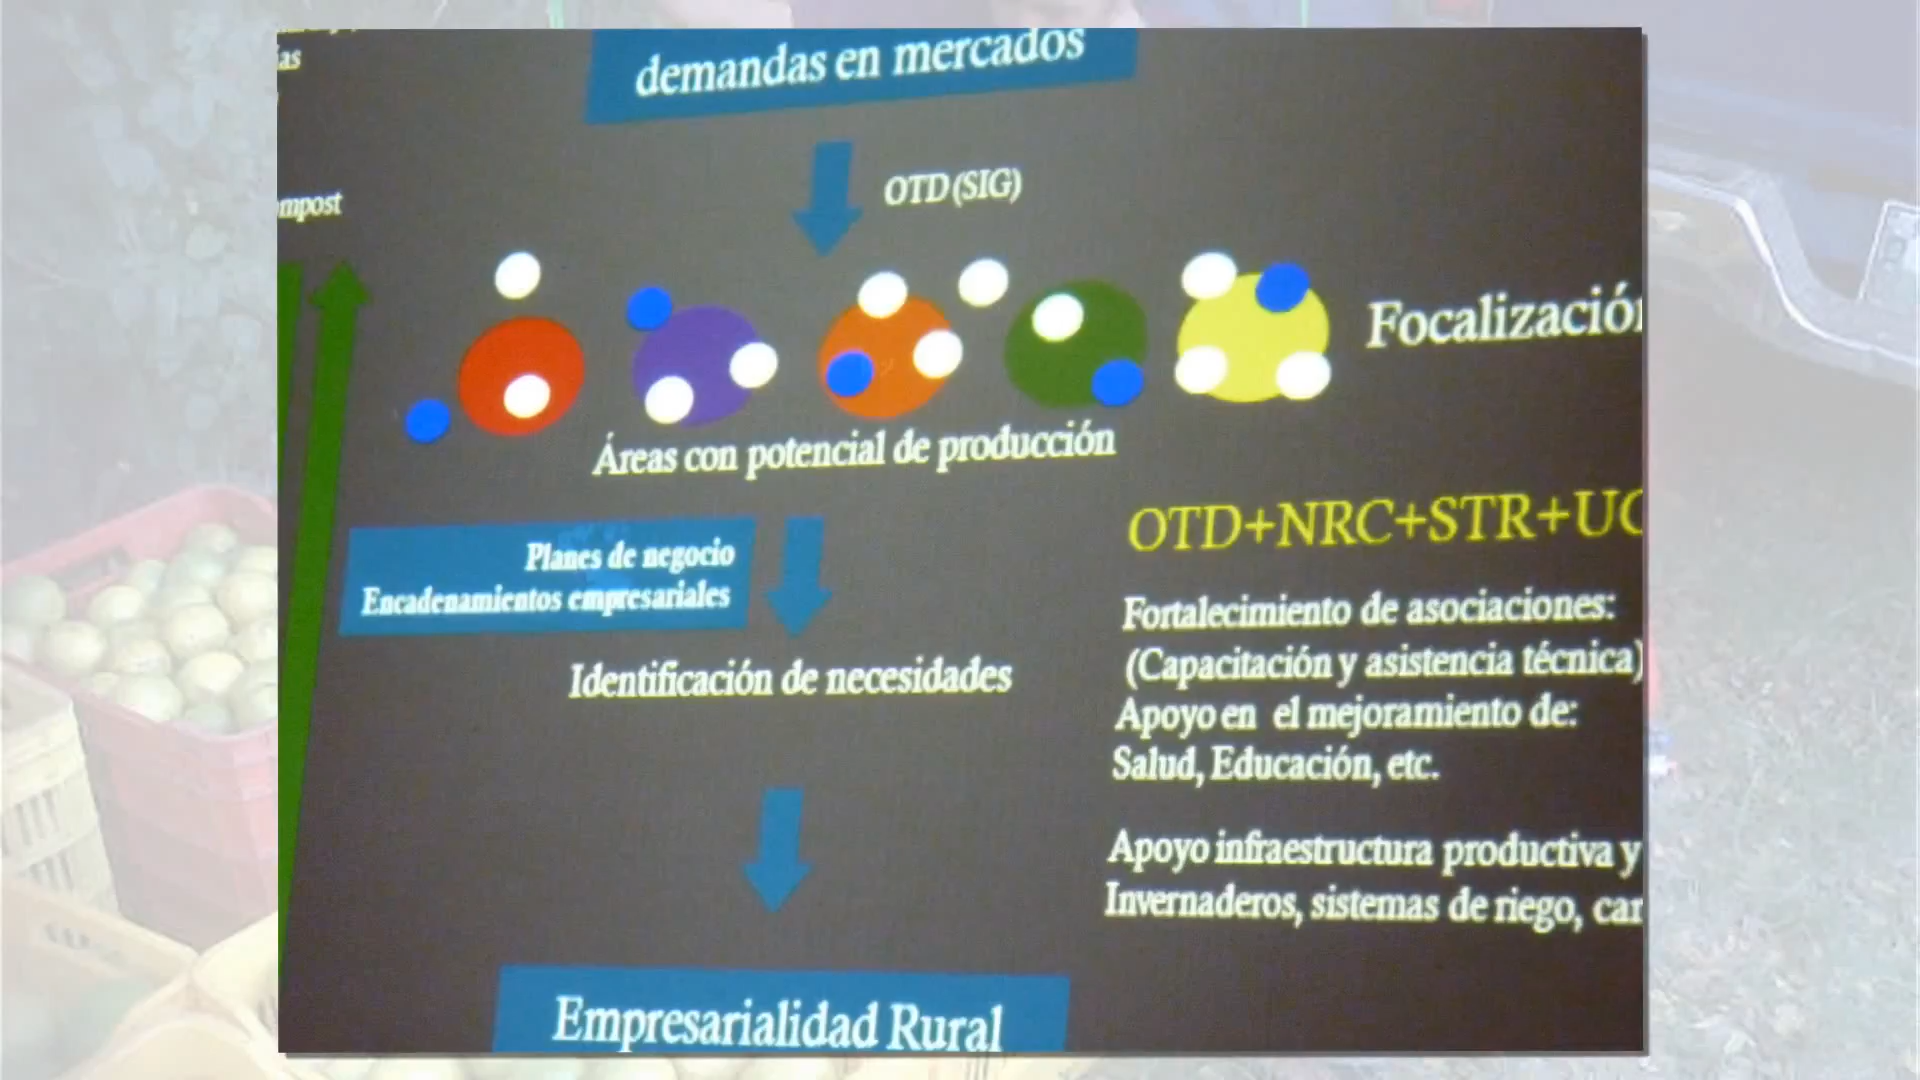 demandas en mercados
OTD (SIG)
Focalización
Áreas con potencial de producción
OTD+NRC+STR+UC
Planes de negocio
Encadenamientos empresariales
Identificación de necesidades
Fortalecimiento de asociaciones:
(Capacitación y asistencia técnica)
Apoyo en el mejoramiento de:
Salud, Educación, etc.
Apoyo infraestructura productiva y
Invernaderos, sistemas de riego, car
Empresarialidad Rural